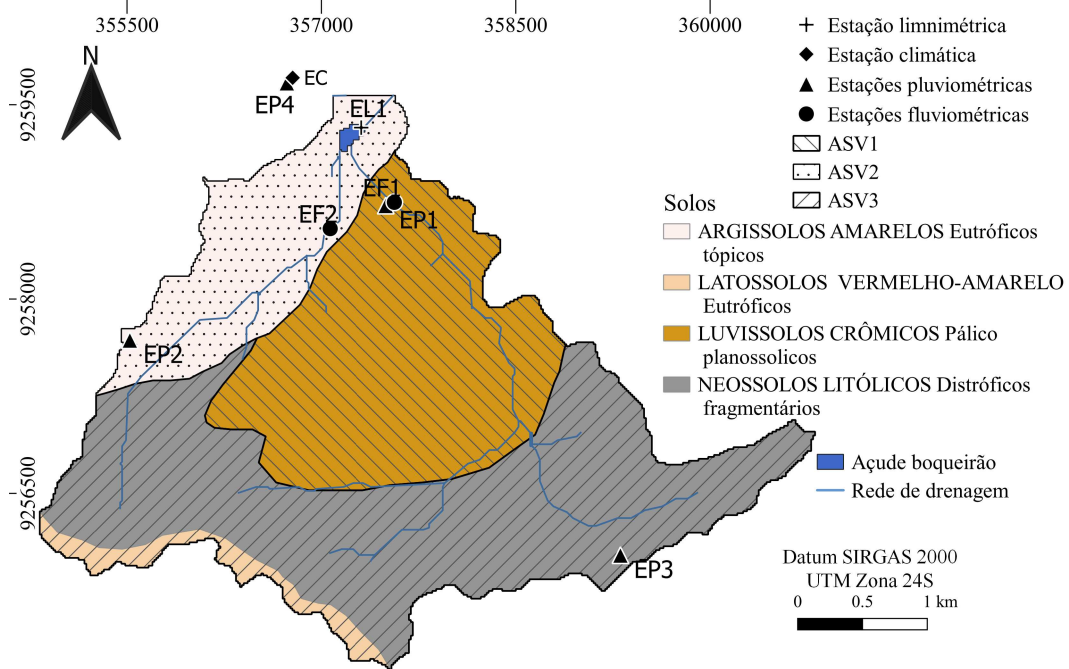 355500
357000
358500
360000
N
EC
EP4
EL1
EF1
EP1
EF2
EP2
EP3
9259500
9258000
9256500
Estação limnimétrica
Estação climática
Estações pluviométricas
Estações fluviométricas
ASV1
ASV2
ASV3
Solos
ARGISSOLOS AMARELOS Eutróficos
tópicos
LATOSSOLOS VERMELHO-AMARELO
Eutróficos
LUVISSOLOS CRÔMICOS Pálico
planossolicos
NEOSSOLOS LITÓLICOS Distróficos
fragmentários
Açude boqueirão
Rede de drenagem
Datum SIRGAS 2000
UTM Zona 24S
0 0.5 1 km